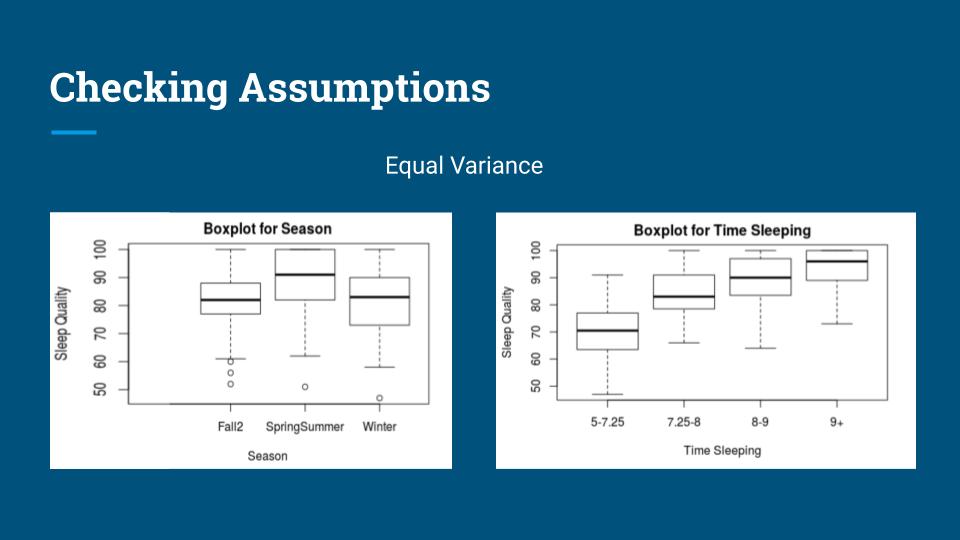 Checking Assumptions
Equal Variance
Boxplot for Season
Sleep Quality
100
90
80
70
60
50
Fall2 SpringSummer Winter
Season
Boxplot for Time Sleeping
Sleep Quality
100
90
80
70
60
50
5-7.25 7.25-8 8-9 9+
Time Sleeping